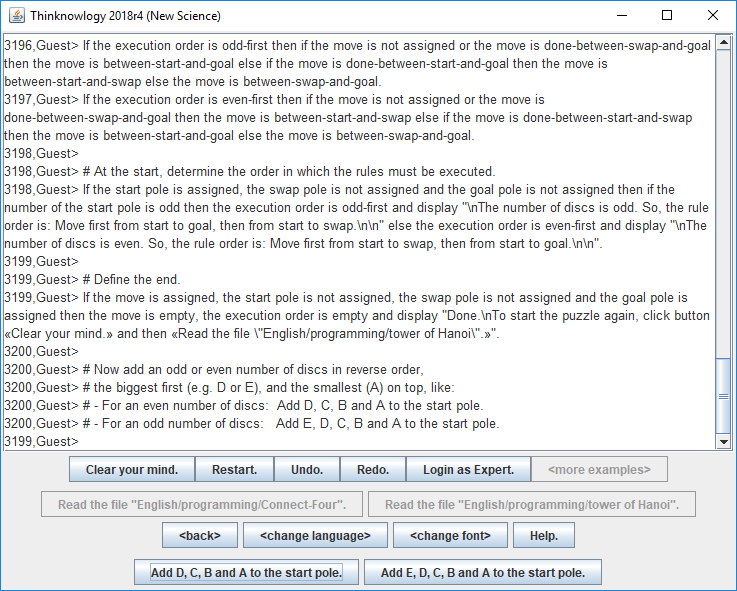 Thinknowlogy 2018r4 (New Science)
3196,Guest> If the execution order is odd-first then if the move is not assigned or the move is done-between-swap-and-goal
then the move is between-start-and-goal else if the move is done-between-start-and-goal then the move is
between-start-and-swap else the move is between-swap-and-goal.
3197,Guest> If the execution order is even-first then if the move is not assigned or the move is
done-between-swap-and-goal then the move is between-start-and-swap else if the move is done-between-start-and-swap
then the move is between-start-and-goal else the move is between-swap-and-goal.
3198,Guest>
3198,Guest> # At the start, determine the order in which the rules must be executed.
3198,Guest> If the start pole is assigned, the swap pole is not assigned and the goal pole is not assigned then if the
number of the start pole is odd then the execution order is odd-first and display "\nThe number of discs is odd. So, the rule
order is: Move first from start to goal, then from start to swap.\n\n" else the execution order is even-first and display "\nThe
number of discs is even. So, the rule order is: Move first from start to swap, then from start to goal.\n\n".
3199,Guest>
3199,Guest> # Define the end.
3199,Guest> If the move is assigned, the start pole is not assigned, the swap pole is not assigned and the goal pole is
assigned then the move is empty, the execution order is empty and display "Done.\nTo start the puzzle again, click button
«Clear your mind.» and then «Read the file \"English/programming/tower of Hanoi\".»".
3200,Guest>
3200,Guest> # Now add an odd or even number of discs in reverse order,
3200,Guest> # the biggest first (e.g. D or E), and the smallest (A) on top, like:
3200,Guest> # - For an even number of discs:  Add D, C, B and A to the start pole.
3200,Guest> # - For an odd number of discs:   Add E, D, C, B and A to the start pole.
3199,Guest>
Clear your mind. Restart. Undo. Redo. Login as Expert. <more examples>
Read the file "English/programming/Connect-Four". Read the file "English/programming/tower of Hanoi".
<back> <change language> <change font> Help.
Add D, C, B and A to the start pole. Add E, D, C, B and A to the start pole.